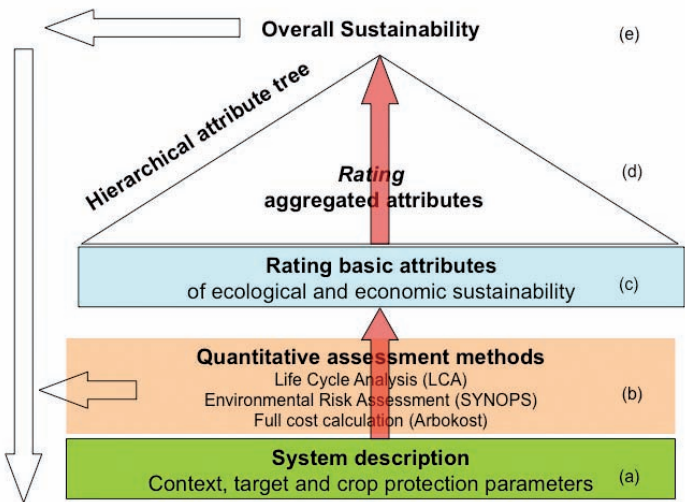 Overall Sustainability
(e)
Hierarchical attribute tree
Rating
aggregated attributes
(d)
Rating basic attributes
of ecological and economic sustainability
(c)
Quantitative assessment methods
Life Cycle Analysis (LCA)
Environmental Risk Assessment (SYNOPS)
Full cost calculation (Arbokost)
(b)
System description
Context, target and crop protection parameters
(a)